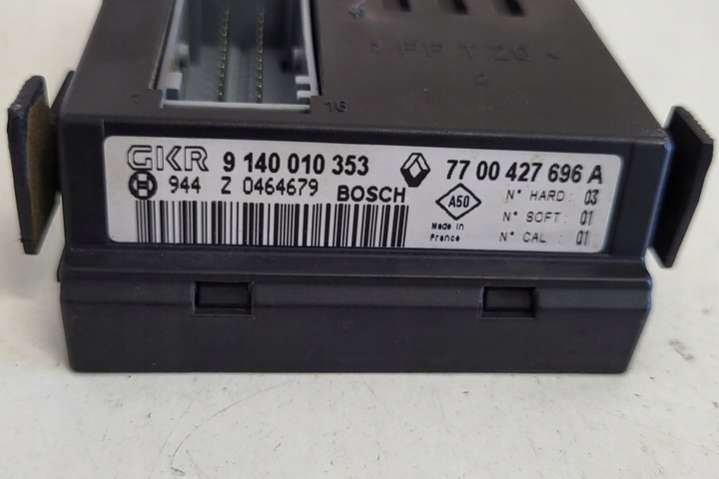 16
GKR 9 140 010 353 77 00 427 696 A
944 Z 0464679 BOSCH A50 N° HARD : 03
Made in N° SOFT : 01
France N° CAL : 01